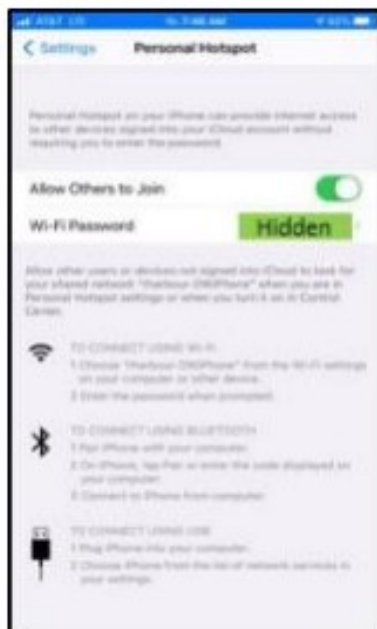 AT&T LTE
< Settings Personal Hotspot
Personal Hotspot on your iPhone can provide internet access
to other devices signed into your iCloud account without
requiring you to enter the password.
Allow Others to Join
Wi-Fi Password Hidden
Allow other users or devices not signed into iCloud to look for
your shared network when you are in
Personal Hotspot settings or when you turn it on in Control
Center.
TO CONNECT USING WI-FI
1 Choose from the Wi-Fi settings
on your computer or other device.
2 Enter the password when prompted.
TO CONNECT USING BLUETOOTH
1 Pair iPhone with your computer.
2 On iPhone, tap Pair or enter the code displayed on
your computer.
3 Connect to iPhone from computer.
TO CONNECT USING USB
1 Plug iPhone into your computer.
2 Choose iPhone from the list of network services in
your settings.